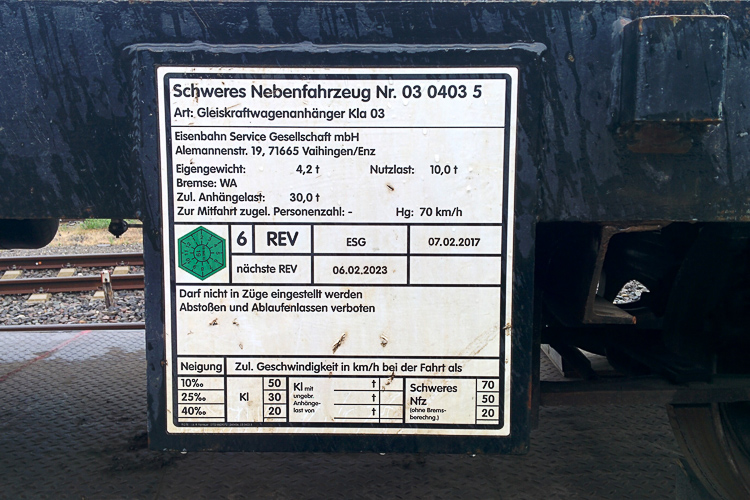 Schweres Nebenfahrzeug Nr. 03 0403 5
Art: Gleiskraftwagenanhänger Kla 03
Eisenbahn Service Gesellschaft mbH
Alemannenstr. 19, 71665 Vaihingen/Enz
Eigengewicht: 4,2 t Nutzlast: 10,0 t
Bremse: WA
Zul. Anhängelast: 30,0 t
Zur Mitfahrt zugel. Personenzahl: - Hg: 70 km/h
6 REV ESG 07.02.2017
nächste REV 06.02.2023
Darf nicht in Züge eingestellt werden
Abstoßen und Ablaufenlassen verboten
Neigung Zul. Geschwindigkeit in km/h bei der Fahrt als
10‰ 50 70
25‰ 30 50
40‰ 20 20
Kl
Kl mit t
ungebr. t
Anhänge-
last von t
Schweres
Nfz
(ohne Brems-
berechng.)